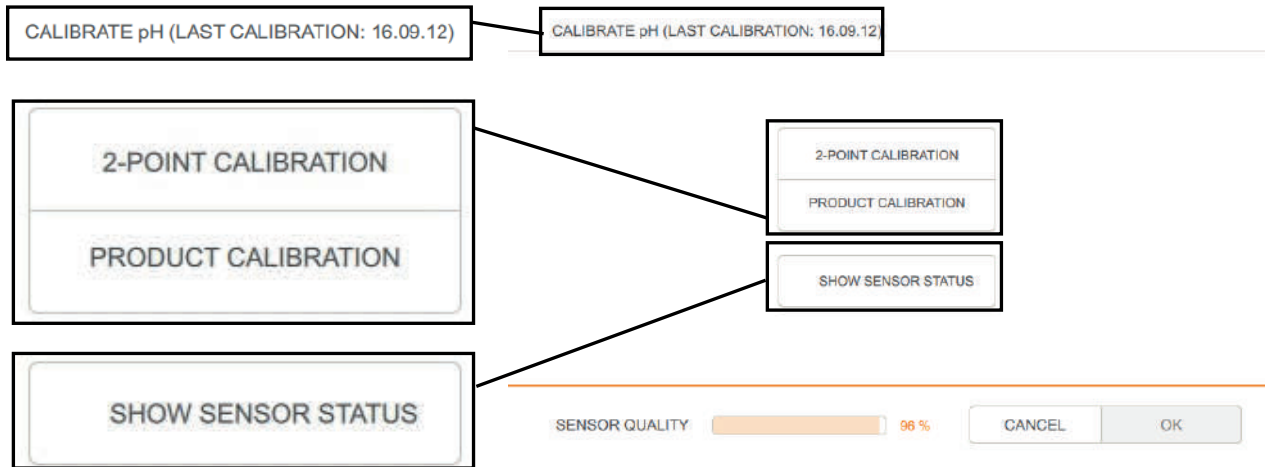 CALIBRATE pH (LAST CALIBRATION: 16.09.12)
CALIBRATE pH (LAST CALIBRATION: 16.09.12)
2-POINT CALIBRATION
PRODUCT CALIBRATION
2-POINT CALIBRATION
PRODUCT CALIBRATION
SHOW SENSOR STATUS
SHOW SENSOR STATUS
SENSOR QUALITY 96 % CANCEL OK